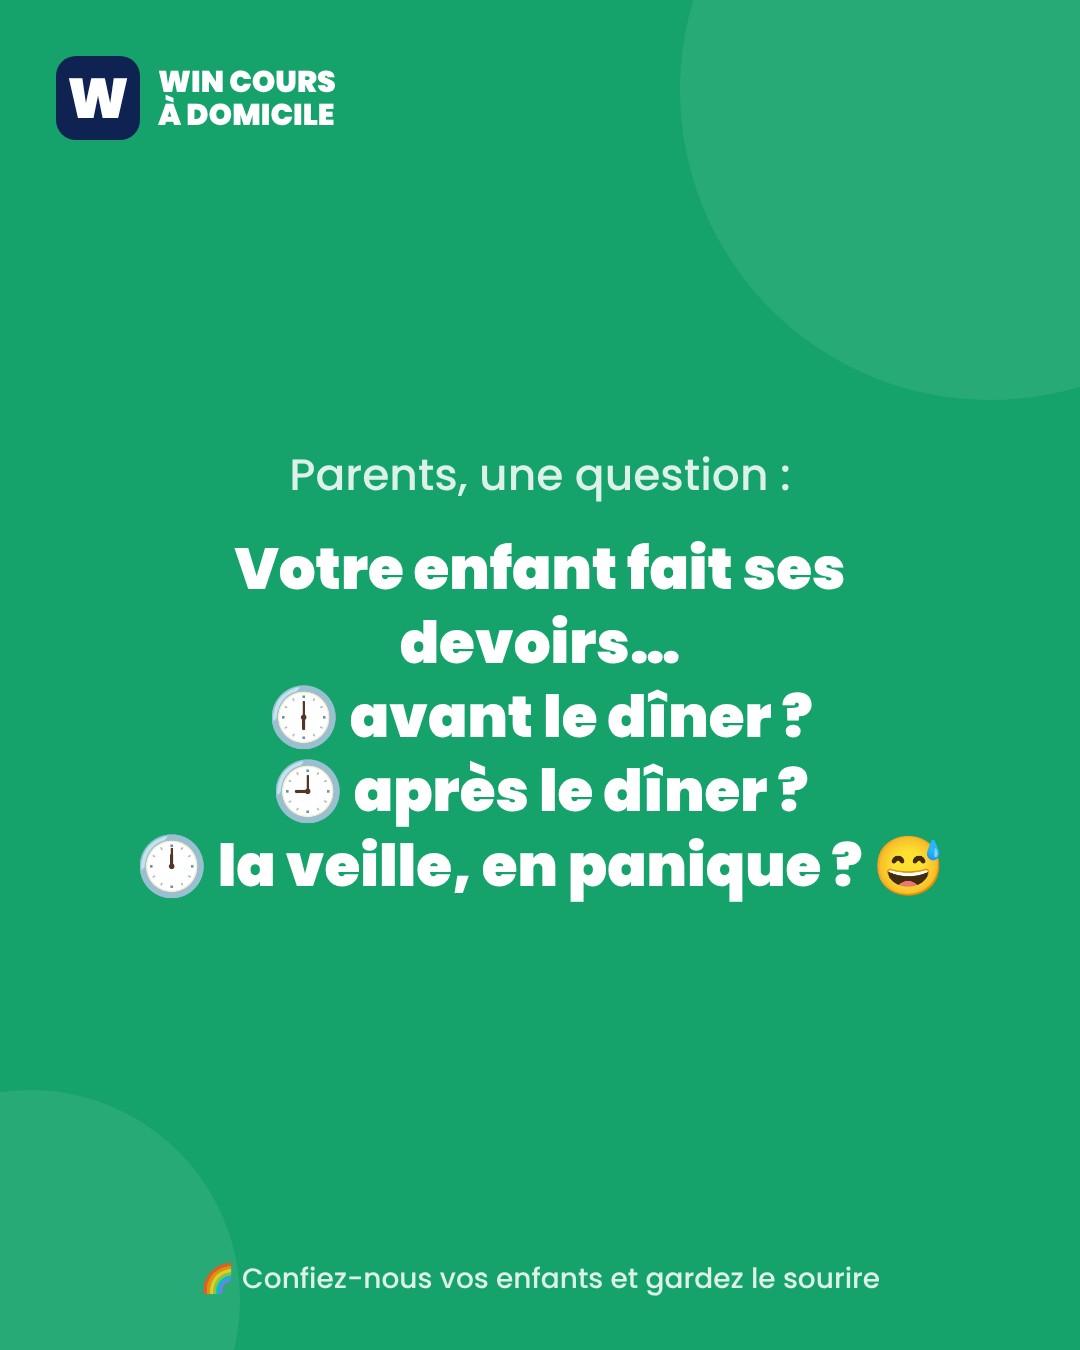 W
WIN COURS
À DOMICILE
Parents, une question :
Votre enfant fait ses
devoirs…
🕕 avant le dîner ?
🕘 après le dîner ?
🕛 la veille, en panique ? 😅
🌈 Confiez-nous vos enfants et gardez le sourire